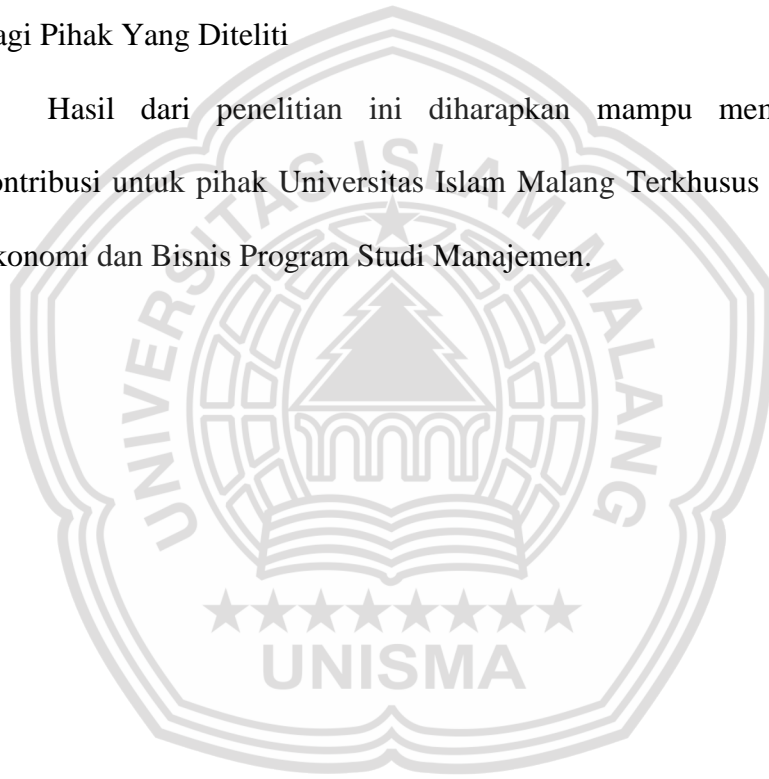 agi Pihak Yang Diteliti
Hasil dari penelitian ini diharapkan mampu mem
ontribusi untuk pihak Universitas Islam Malang Terkhusus
konomi dan Bisnis Program Studi Manajemen.
UNIVERSITAS ISLAM MALANG
UNISMA